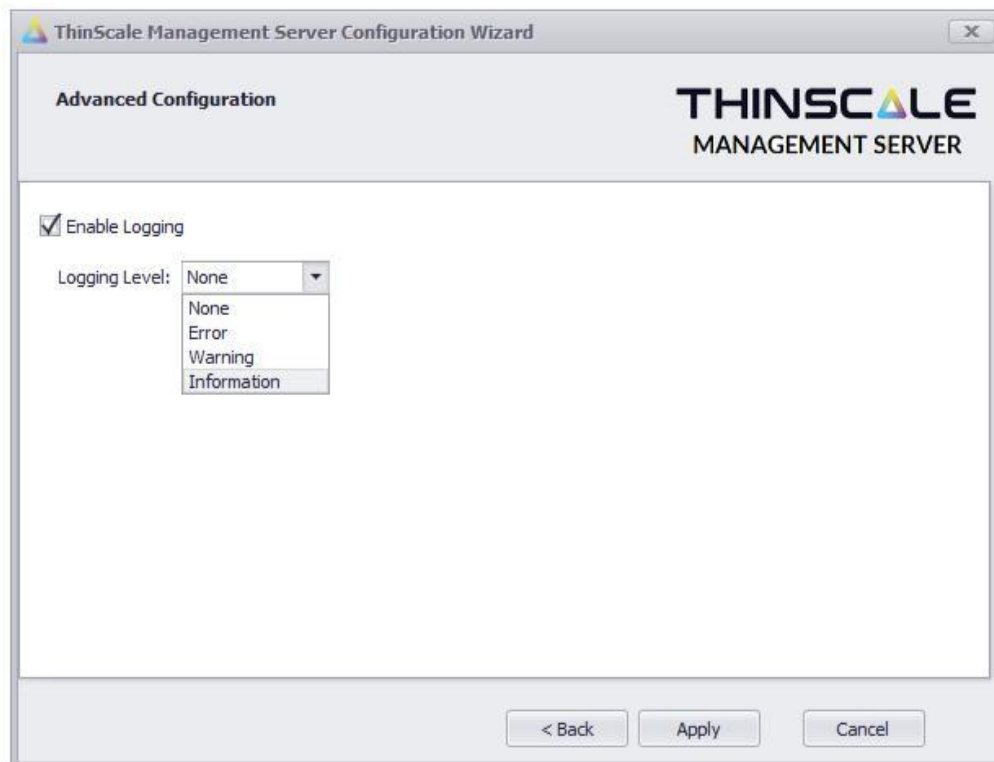 ThinScale Management Server Configuration Wizard
Advanced Configuration
THINSCALE
MANAGEMENT SERVER
Enable Logging
Logging Level: None
None
Error
Warning
Information
< Back Apply Cancel